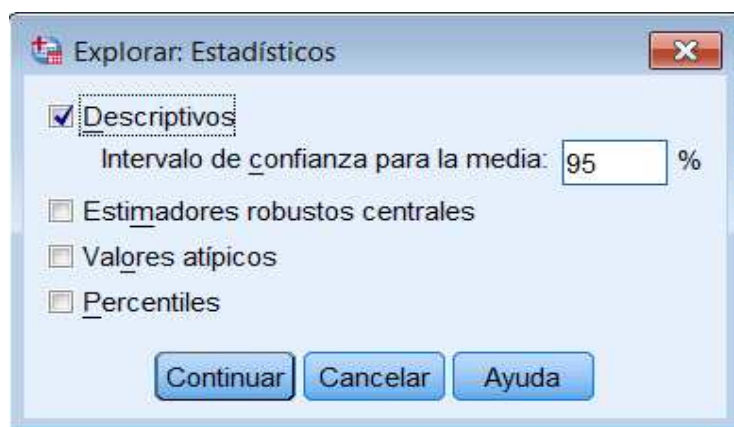 Explorar: Estadísticos
Descriptivos
Intervalo de confianza para la media: 95 %
Estimadores robustos centrales
Valores atípicos
Percentiles
Continuar Cancelar Ayuda